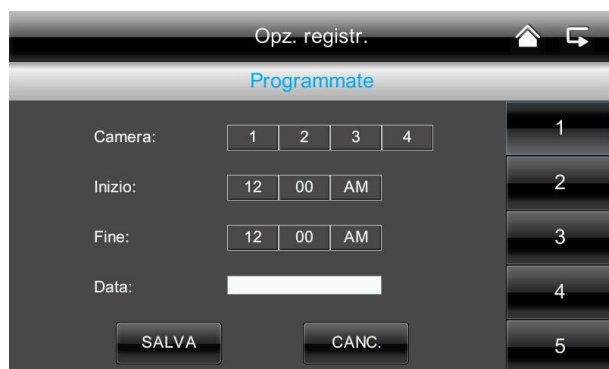 Opz. registr.
Programmate
Camera: 1 2 3 4
Inizio: 12 00 AM
Fine: 12 00 AM
Data:
SALVA CANC.
1
2
3
4
5